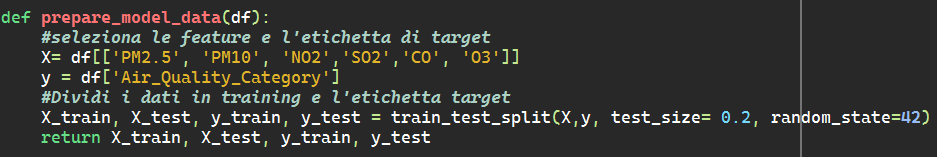 def prepare_model_data(df):
    #seleziona le feature e l'etichetta di target
    X= df[['PM2.5', 'PM10', 'NO2','SO2','CO', 'O3']]
    y = df['Air_Quality_Category']
    #Dividi i dati in training e l'etichetta target
    X_train, X_test, y_train, y_test = train_test_split(X,y, test_size= 0.2, random_state=42)
    return X_train, X_test, y_train, y_test